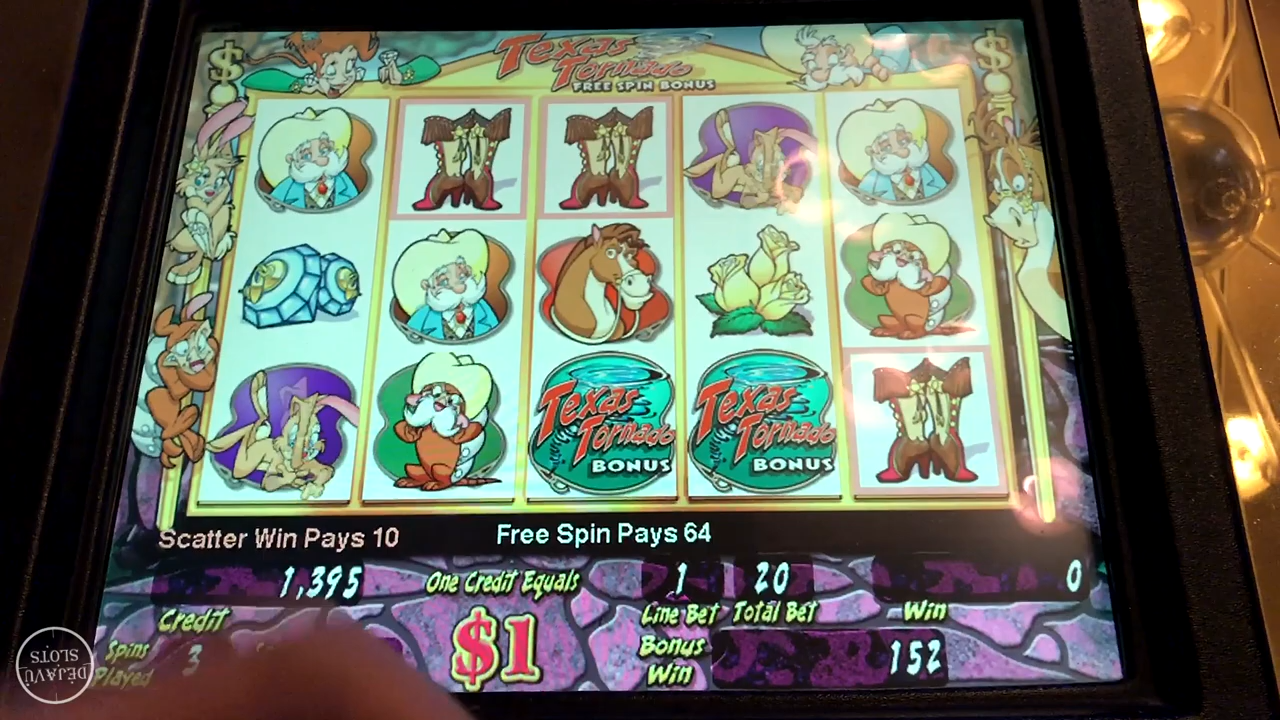 Texas
Tornado
FREE SPIN BONUS
$
$
Texas
Tornado
BONUS
Texas
Tornado
BONUS
Scatter Win Pays 10
Free Spin Pays 64
1,395
One Credit Equals
1
20
0
Credit
$1
Line Bet
Total Bet
Win
Spins
Played
3
Bonus
Win
152
DÉJAVU
SLOTS